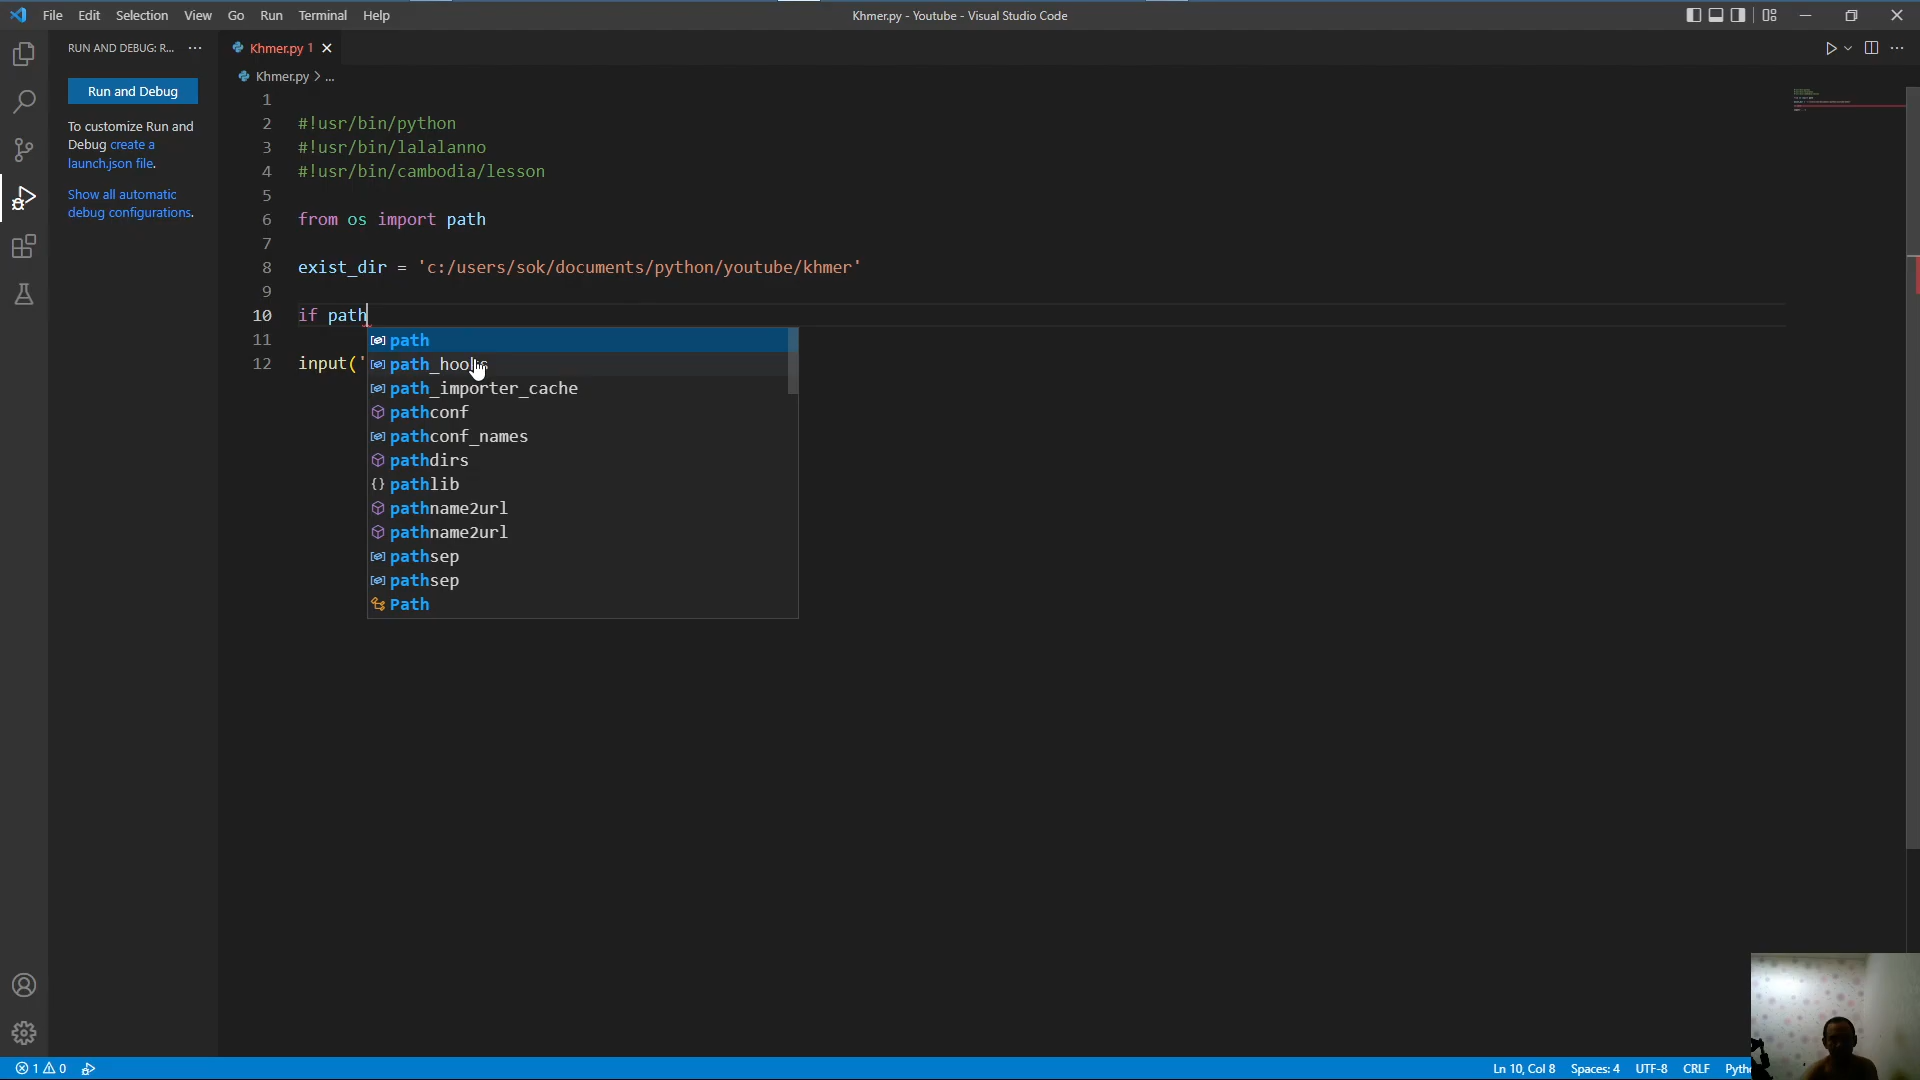 File Edit Selection View Go Run Terminal Help
Khmer.py - Youtube - Visual Studio Code
RUN AND DEBUG: R... ...
Khmer.py 1
Run and Debug
Khmer.py > ...
To customize Run and
Debug create a
launch.json file.
Show all automatic
debug configurations.
1
2 #!usr/bin/python
3 #!usr/bin/lalalanno
4 #!usr/bin/cambodia/lesson
5
6 from os import path
7
8 exist_dir = 'c:/users/sok/documents/python/youtube/khmer'
9
10 if path
11
12 input('
path
path_hooks
path_importer_cache
pathconf
pathconf_names
pathdirs
pathlib
pathname2url
pathname2url
pathsep
pathsep
Path
1 0
Ln 10, Col 8 Spaces: 4 UTF-8 CRLF